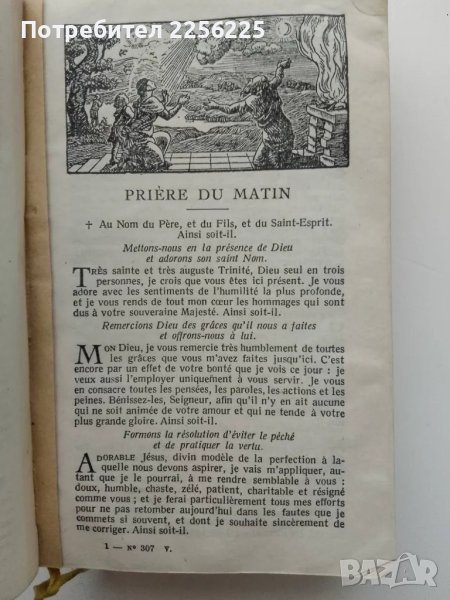 Потребител 2256215
PRIÈRE DU MATIN
† Au Nom du Père, et du Fils, et du Saint-Esprit.
Ainsi soit-il.
Mettons-nous en la présence de Dieu
et adorons son saint Nom.
TRÈS sainte et très auguste Trinité, Dieu seul en trois
personnes, je crois que vous êtes ici présent. Je vous
adore avec les sentiments de l'humilité la plus profonde,
et je vous rends de tout mon cœur les hommages qui sont
dus à votre souveraine Majesté. Ainsi soit-il.
Remercions Dieu des grâces qu'il nous a faites
et offrons-nous à lui.
MON Dieu, je vous remercie très humblement de toutes
les grâces que vous m'avez faites jusqu'ici. C'est
encore par un effet de votre bonté que je vois ce jour : je
veux aussi l'employer uniquement à vous servir. Je vous
en consacre toutes les pensées, les paroles, les actions et les
peines. Bénissez-les, Seigneur, afin qu'il n'y en ait aucune
qui ne soit animée de votre amour et qui ne tende à votre
plus grande gloire. Ainsi soit-il.
Formons la résolution d'éviter le péché
et de pratiquer la vertu.
ADORABLE Jésus, divin modèle de la perfection à la-
quelle nous devons aspirer, je vais m'appliquer, au-
tant que je le pourrai, à me rendre semblable à vous :
doux, humble, chaste, zélé, patient, charitable et résigné
comme vous ; et je ferai particulièrement tous mes efforts
pour ne pas retomber aujourd'hui dans les fautes que je
commets si souvent, et dont je souhaite sincèrement de
me corriger. Ainsi soit-il.
1 — Nº 307 V.
BAZAR